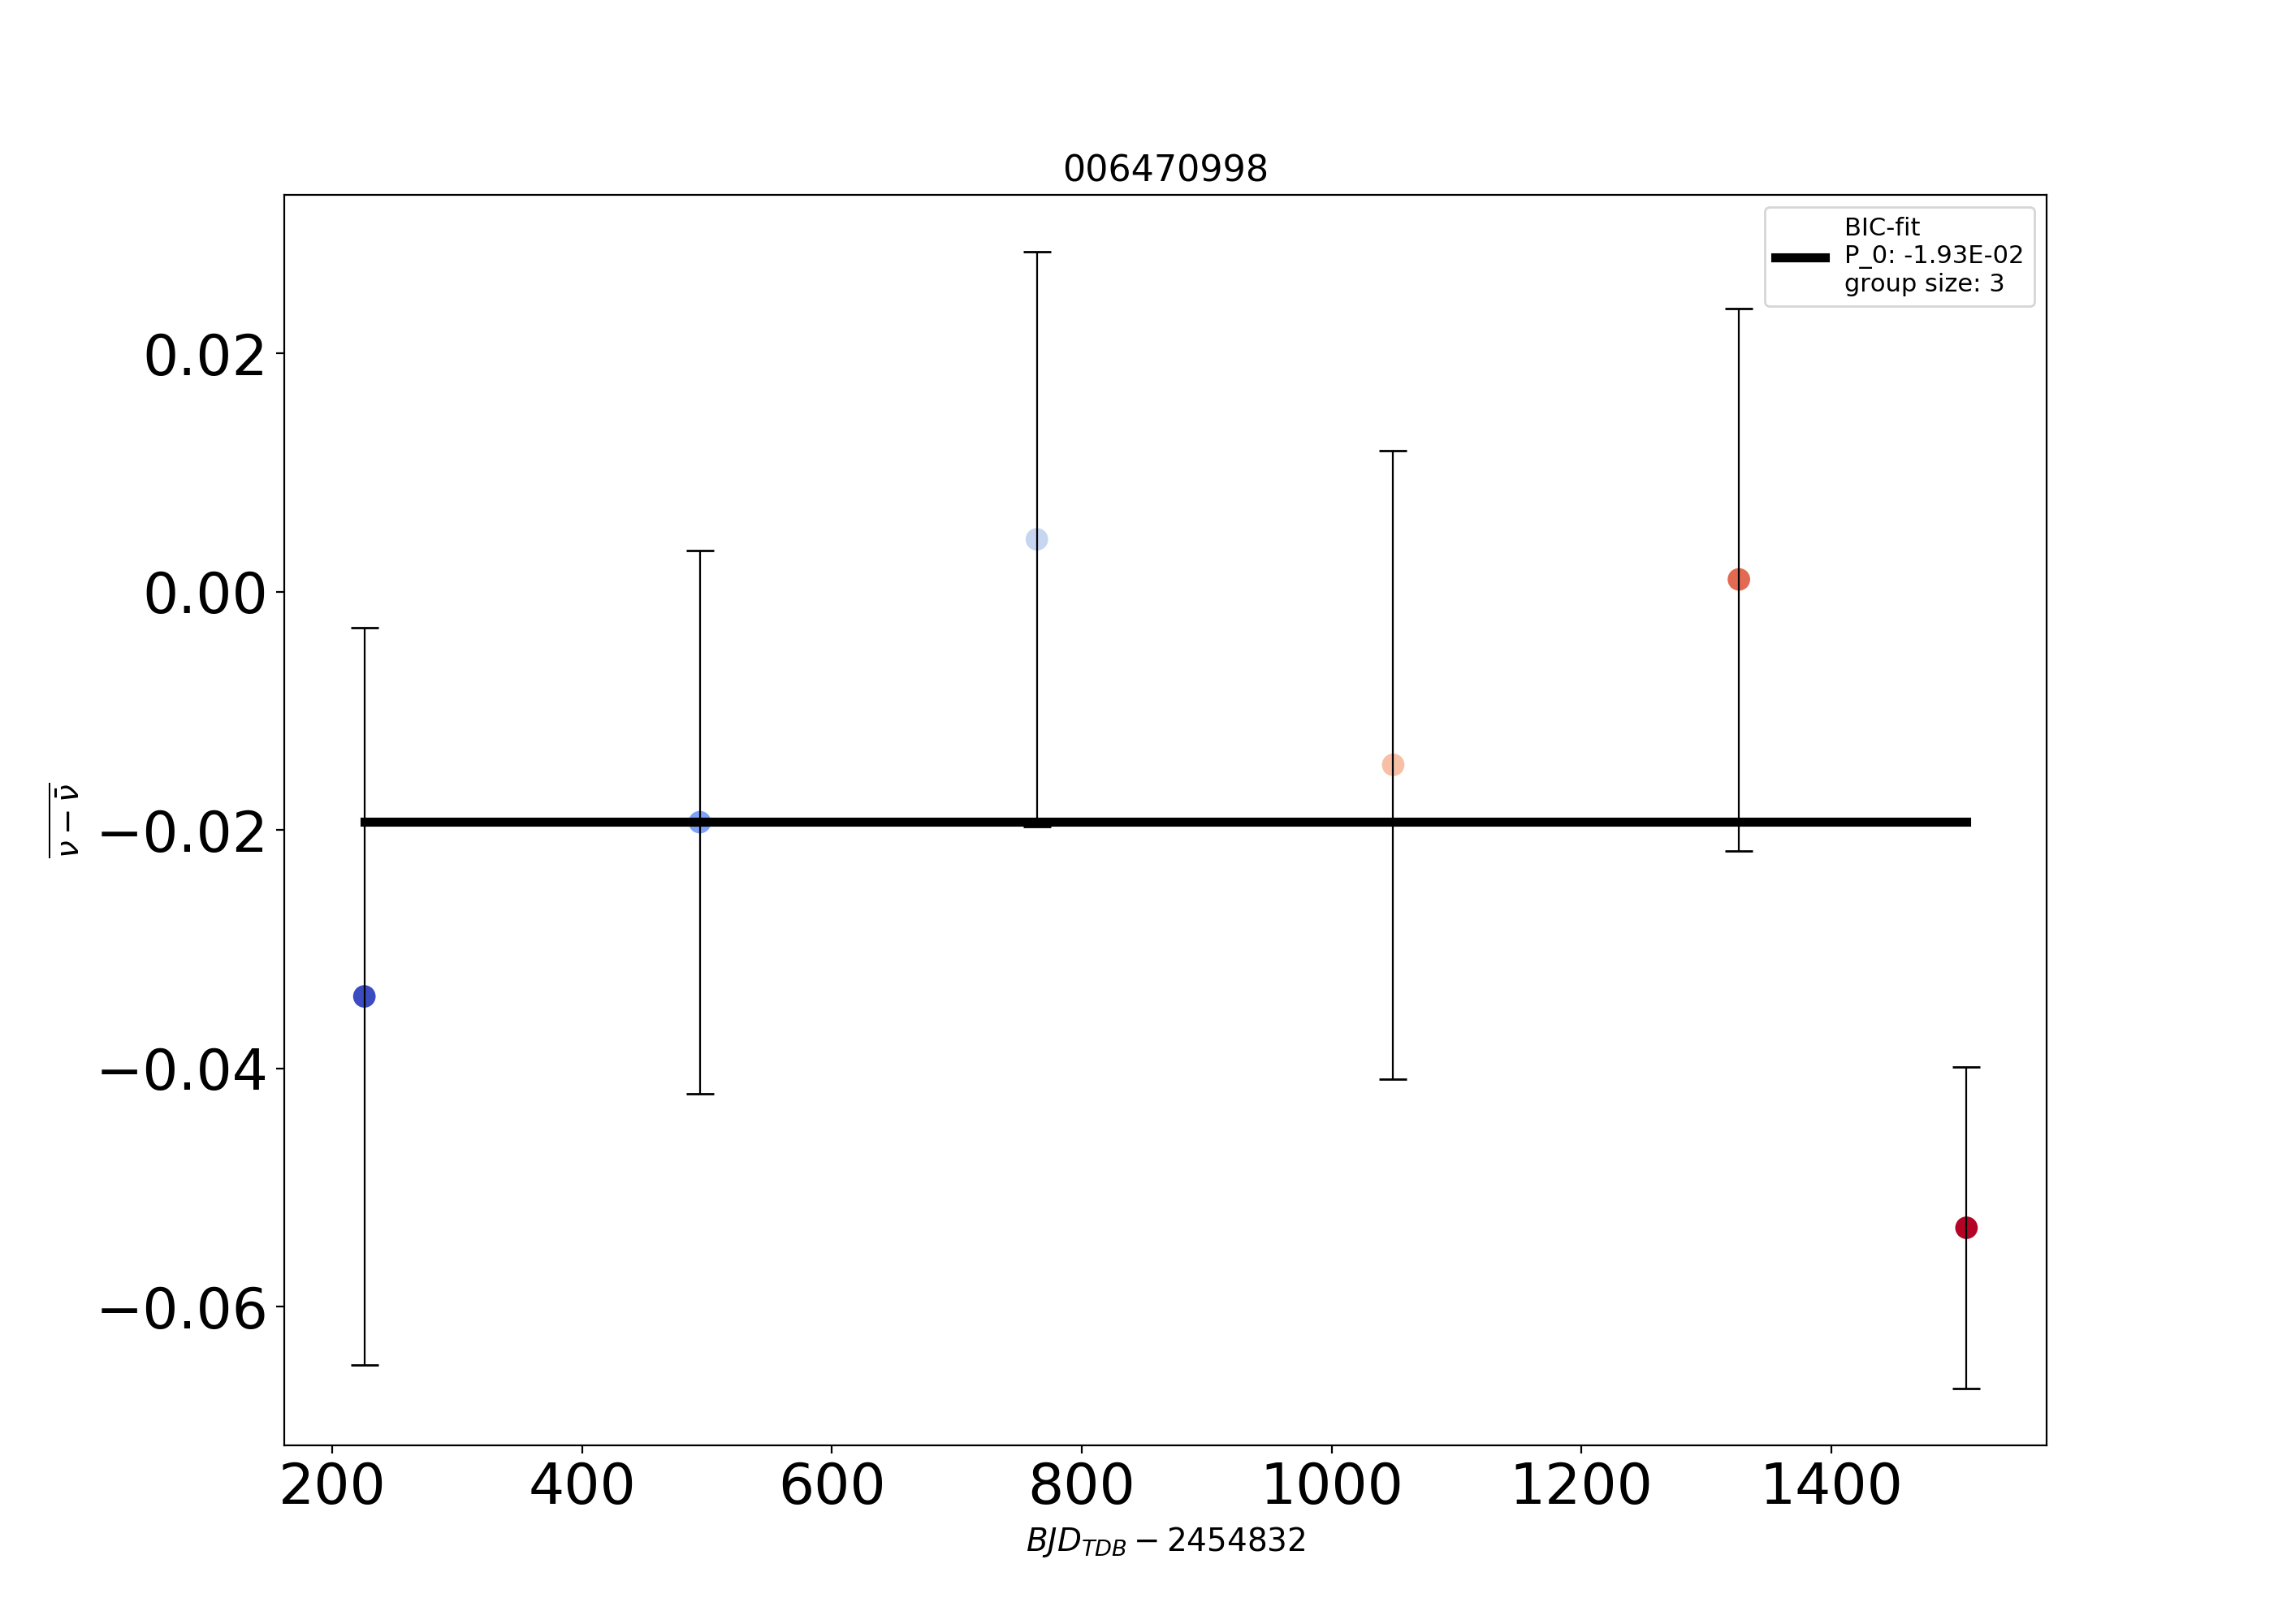 006470998
BIC-fit
P_0: -1.93E-02
group size: 3
0.02
0.00
−0.02
−0.04
−0.06
ν − ν̄
200 400 600 800 1000 1200 1400
BJD_TDB − 2454832